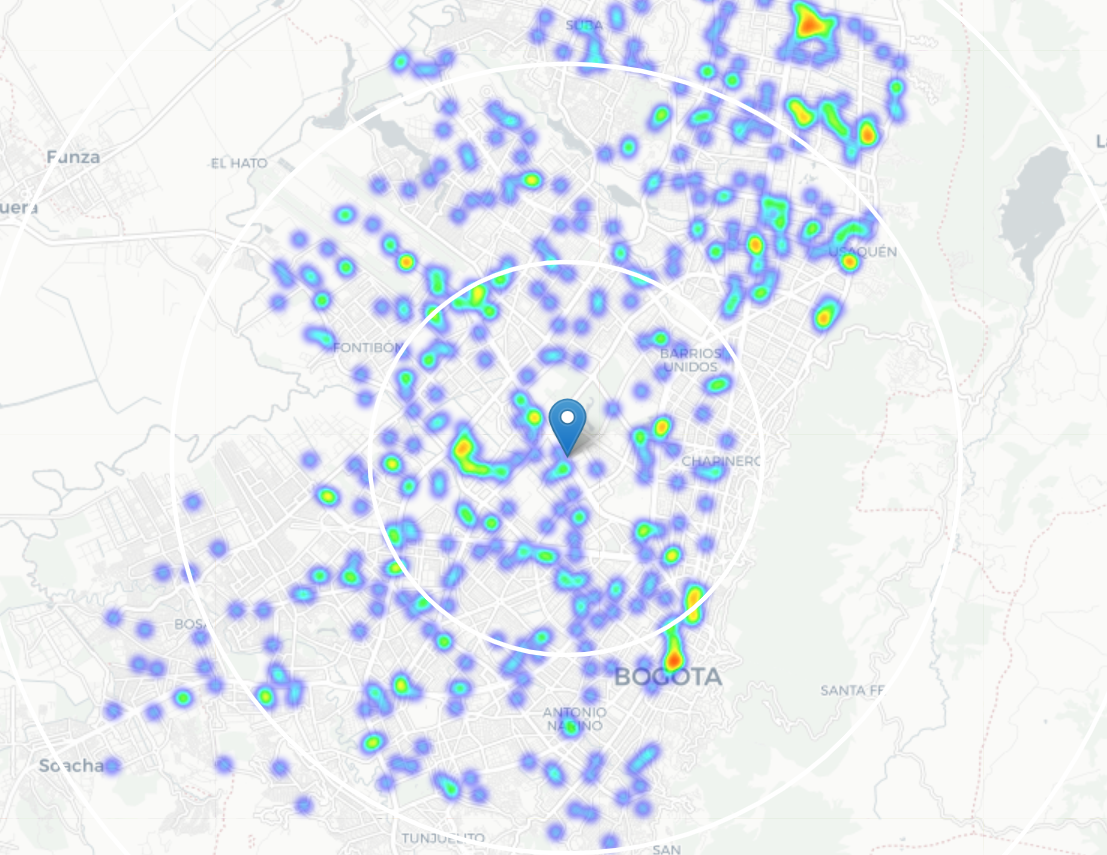 SUBA
Funza
EL HATO
uera
La
USAQUÉN
FONTIBON
BARRIOS
UNIDOS
CHAPINERO
BOSA
BOGOTA
SANTA FE
ANTONIO
NARIÑO
Soacha
TUNJUELITO
SAN